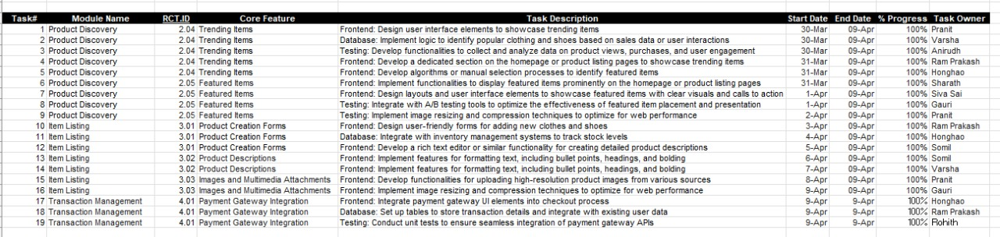 Task# Module Name RCT.ID Core Feature Task Description Start Date End Date % Progress Task Owner
1 Product Discovery 2.04 Trending Items Frontend: Design user interface elements to showcase trending items 30-Mar 09-Apr 100% Pranit
2 Product Discovery 2.04 Trending Items Database: Implement logic to identify popular clothing and shoes based on sales data or user interactions 30-Mar 09-Apr 100% Varsha
3 Product Discovery 2.04 Trending Items Testing: Develop functionalities to collect and analyze data on product views, purchases, and user engagement 30-Mar 09-Apr 100% Anirudh
4 Product Discovery 2.04 Trending Items Frontend: Develop a dedicated section on the homepage or product listing pages to showcase trending items 31-Mar 09-Apr 100% Ram Prakash
5 Product Discovery 2.04 Trending Items Frontend: Develop algorithms or manual selection processes to identify featured items 31-Mar 09-Apr 100% Honghao
6 Product Discovery 2.05 Featured Items Frontend: Implement functionalities to display featured items prominently on the homepage or product listing pages 31-Mar 09-Apr 100% Sharath
7 Product Discovery 2.05 Featured Items Frontend: Design layouts and user interface elements to showcase featured items with clear visuals and calls to action 1-Apr 09-Apr 100% Siva Sai
8 Product Discovery 2.05 Featured Items Testing: Integrate with A/B testing tools to optimize the effectiveness of featured item placement and presentation 1-Apr 09-Apr 100% Gauri
9 Product Discovery 2.05 Featured Items Testing: Implement image resizing and compression techniques to optimize for web performance 2-Apr 09-Apr 100% Pranit
10 Item Listing 3.01 Product Creation Forms Frontend: Design user-friendly forms for adding new clothes and shoes 3-Apr 09-Apr 100% Ram Prakash
11 Item Listing 3.01 Product Creation Forms Database: Integrate with inventory management systems to track stock levels 4-Apr 09-Apr 100% Honghao
12 Item Listing 3.01 Product Creation Forms Frontend: Develop a rich text editor or similar functionality for creating detailed product descriptions 5-Apr 09-Apr 100% Somil
13 Item Listing 3.02 Product Descriptions Frontend: Implement features for formatting text, including bullet points, headings, and bolding 6-Apr 09-Apr 100% Somil
14 Item Listing 3.02 Product Descriptions Frontend: Implement features for formatting text, including bullet points, headings, and bolding 7-Apr 09-Apr 100% Varsha
15 Item Listing 3.03 Images and Multimedia Attachments Frontend: Develop functionalities for uploading high-resolution product images from various sources 8-Apr 09-Apr 100% Pranit
16 Item Listing 3.03 Images and Multimedia Attachments Frontend: Implement image resizing and compression techniques to optimize for web performance 9-Apr 09-Apr 100% Gauri
17 Transaction Management 4.01 Payment Gateway Integration Frontend: Integrate payment gateway UI elements into checkout process 9-Apr 9-Apr 100% Honghao
18 Transaction Management 4.01 Payment Gateway Integration Database: Set up tables to store transaction details and integrate with existing user data 9-Apr 9-Apr 100% Ram Prakash
19 Transaction Management 4.01 Payment Gateway Integration Testing: Conduct unit tests to ensure seamless integration of payment gateway APIs 9-Apr 9-Apr 100% Rohith